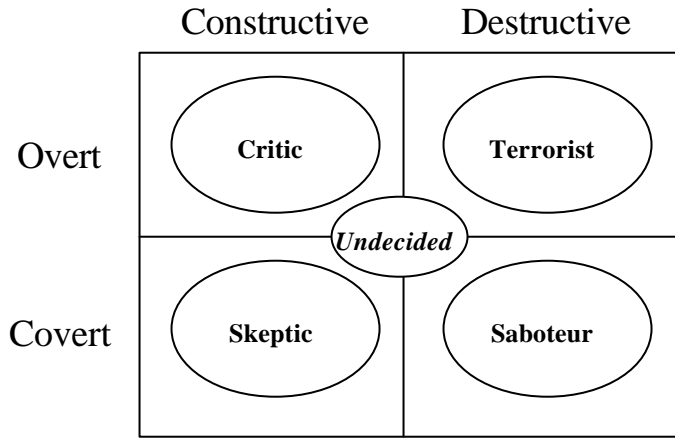 Constructive Destructive
Overt
Critic
Terrorist
Undecided
Covert
Skeptic
Saboteur